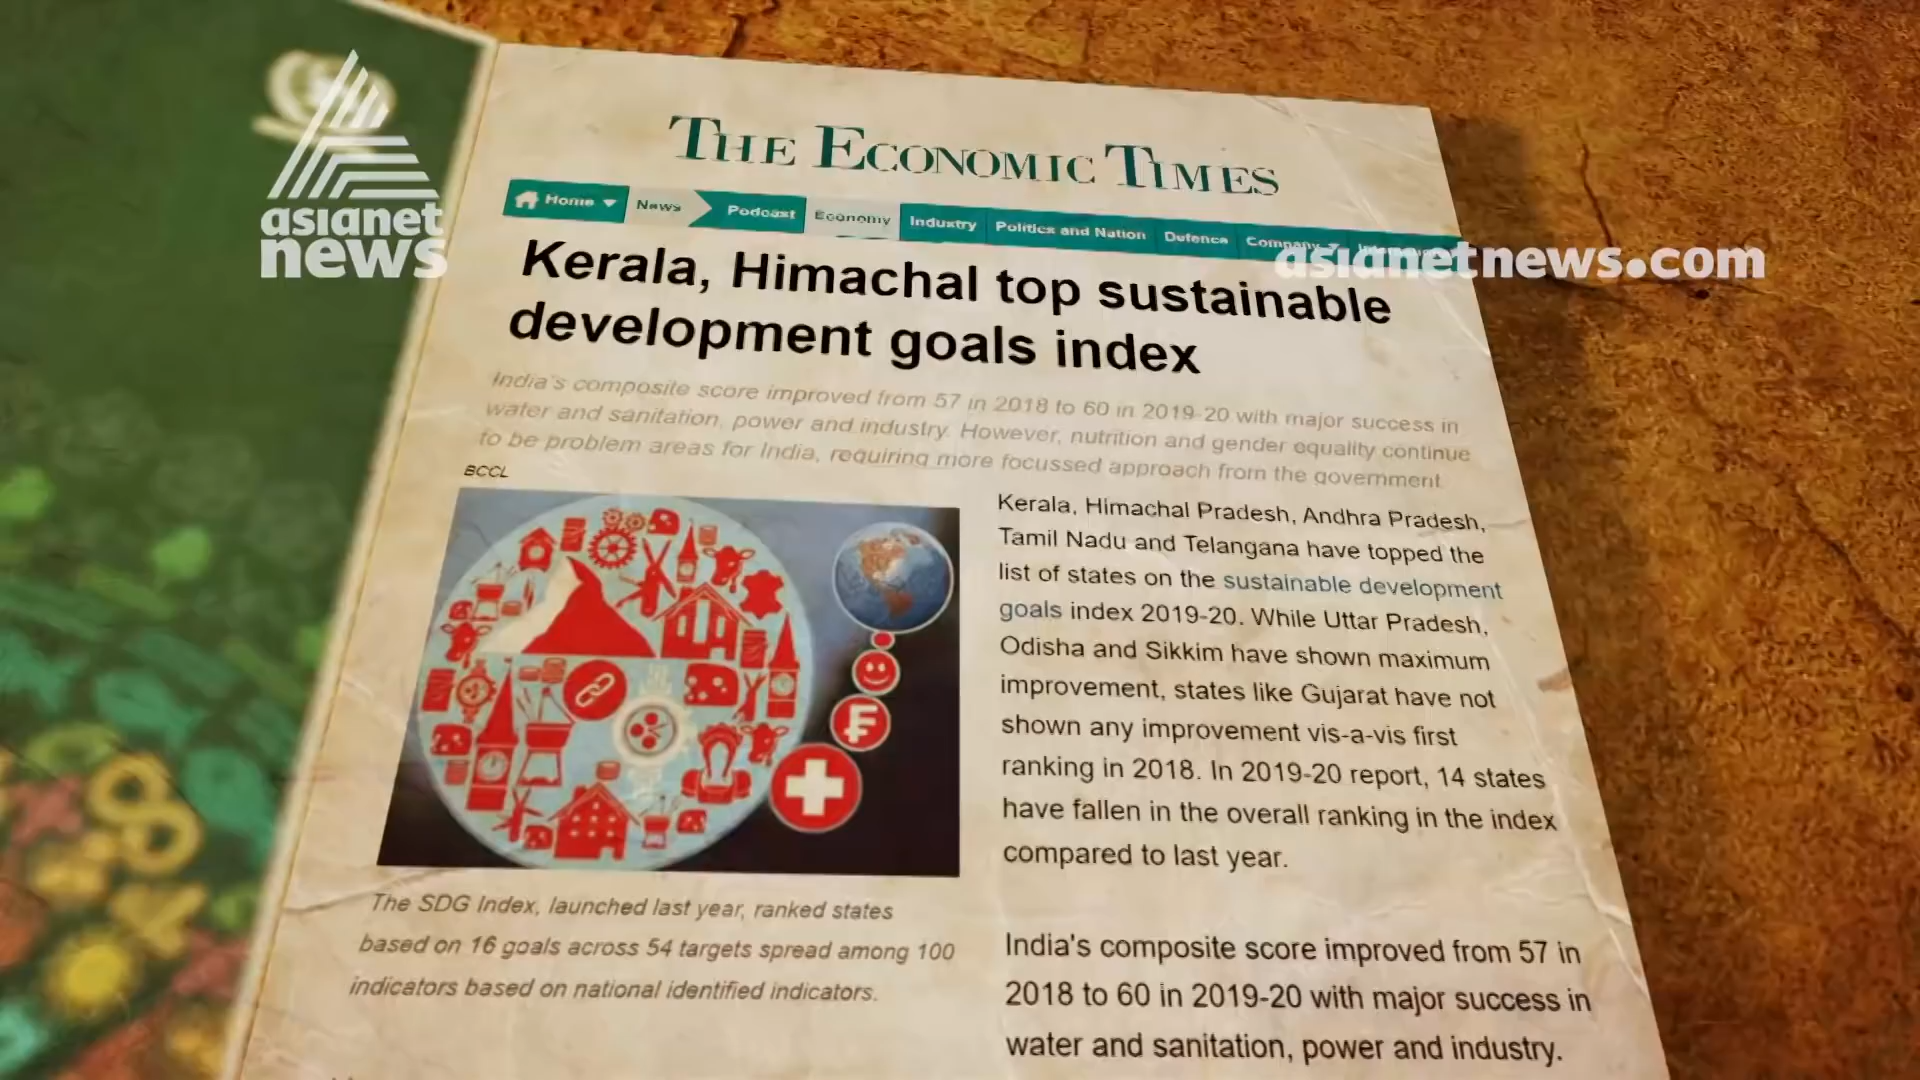 asianet
news
asianetnews.com
THE ECONOMIC TIMES
Home News Podcast Economy Industry Politics and Nation Defence Company
Kerala, Himachal top sustainable
development goals index
India's composite score improved from 57 in 2018 to 60 in 2019-20 with major success in
water and sanitation, power and industry. However, nutrition and gender equality continue
to be problem areas for India, requiring more focussed approach from the government.
BCCL
The SDG Index, launched last year, ranked states
based on 16 goals across 54 targets spread among 100
indicators based on national identified indicators.
Kerala, Himachal Pradesh, Andhra Pradesh,
Tamil Nadu and Telangana have topped the
list of states on the sustainable development
goals index 2019-20. While Uttar Pradesh,
Odisha and Sikkim have shown maximum
improvement, states like Gujarat have not
shown any improvement vis-a-vis first
ranking in 2018. In 2019-20 report, 14 states
have fallen in the overall ranking in the index
compared to last year.
India's composite score improved from 57 in
2018 to 60 in 2019-20 with major success in
water and sanitation, power and industry.